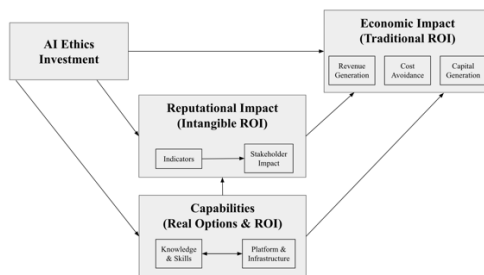 AI Ethics
Investment
Economic Impact
(Traditional ROI)
Revenue
Generation
Cost
Avoidance
Capital
Generation
Reputational Impact
(Intangible ROI)
Indicators
Stakeholder
Impact
Capabilities
(Real Options & ROI)
Knowledge
& Skills
Platform &
Infrastructure